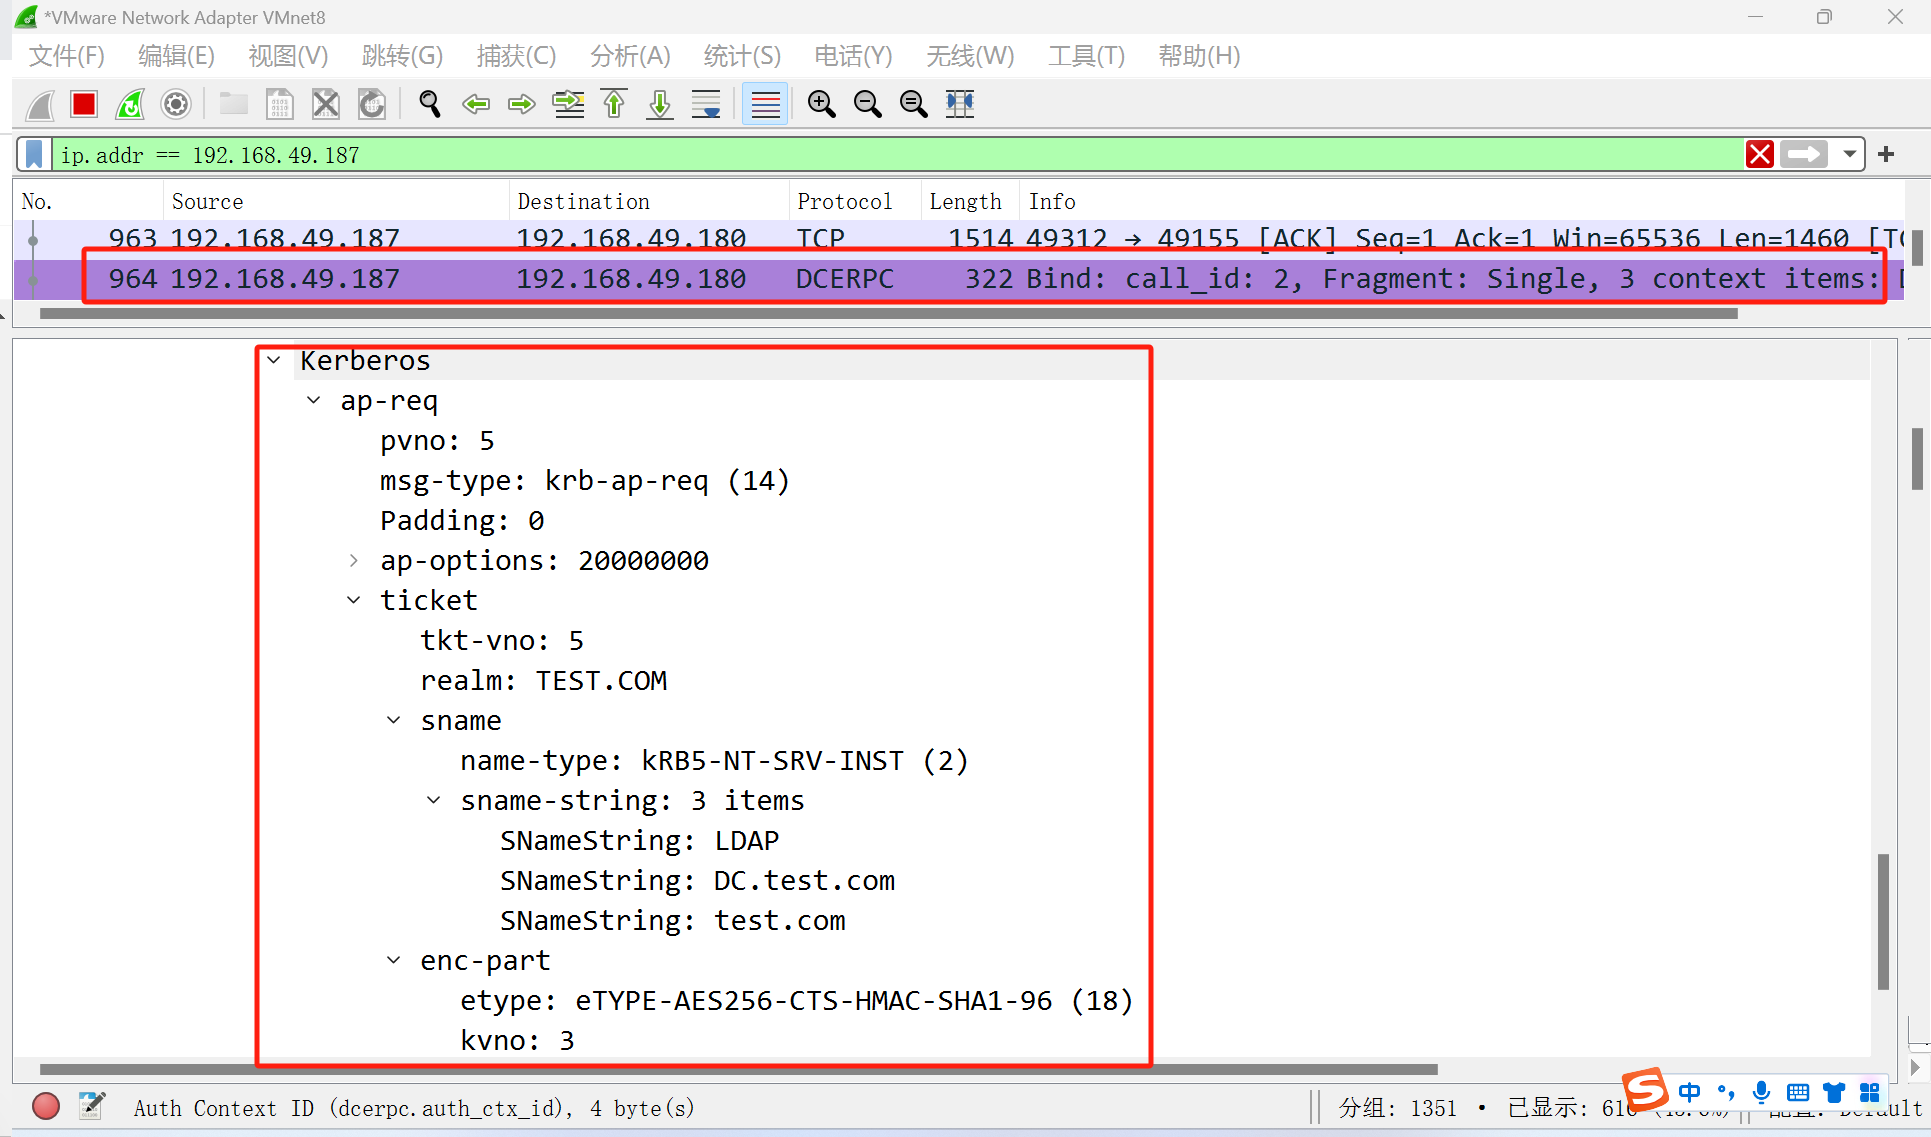 *VMware Network Adapter VMnet8
文件(F) 编辑(E) 视图(V) 跳转(G) 捕获(C) 分析(A) 统计(S) 电话(Y) 无线(W) 工具(T) 帮助(H)
ip.addr == 192.168.49.187
No. Source Destination Protocol Length Info
963 192.168.49.187 192.168.49.180 TCP 1514 49312 → 49155 [ACK] Seq=1 Ack=1 Win=65536 Len=1460 [TC
964 192.168.49.187 192.168.49.180 DCERPC 322 Bind: call_id: 2, Fragment: Single, 3 context items:
Kerberos
ap-req
pvno: 5
msg-type: krb-ap-req (14)
Padding: 0
ap-options: 20000000
ticket
tkt-vno: 5
realm: TEST.COM
sname
name-type: kRB5-NT-SRV-INST (2)
sname-string: 3 items
SNameString: LDAP
SNameString: DC.test.com
SNameString: test.com
enc-part
etype: eTYPE-AES256-CTS-HMAC-SHA1-96 (18)
kvno: 3
Auth Context ID (dcerpc.auth_ctx_id), 4 byte(s) 分组: 1351 · 已显示: Default
中